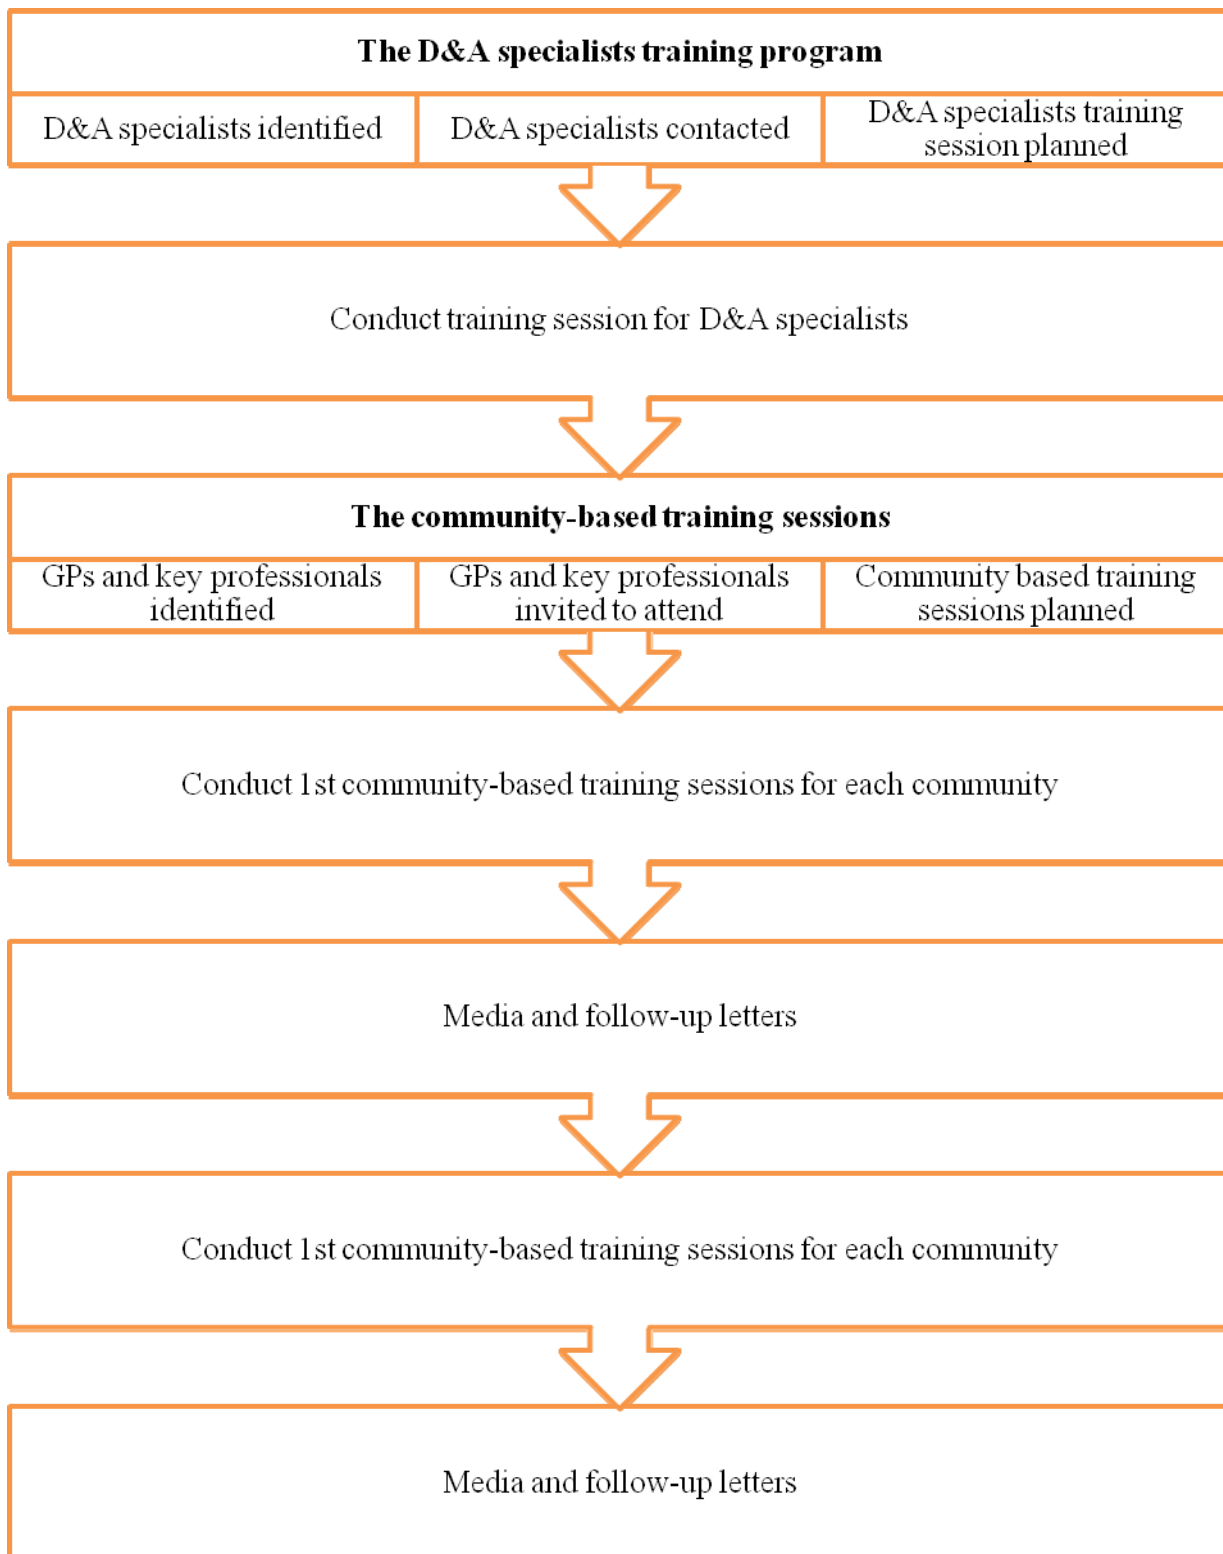 The D&A specialists training program
D&A specialists identified
D&A specialists contacted
D&A specialists training
session planned
Conduct training session for D&A specialists
The community-based training sessions
GPs and key professionals
identified
GPs and key professionals
invited to attend
Community based training
sessions planned
Conduct 1st community-based training sessions for each community
Media and follow-up letters
Conduct 1st community-based training sessions for each community
Media and follow-up letters